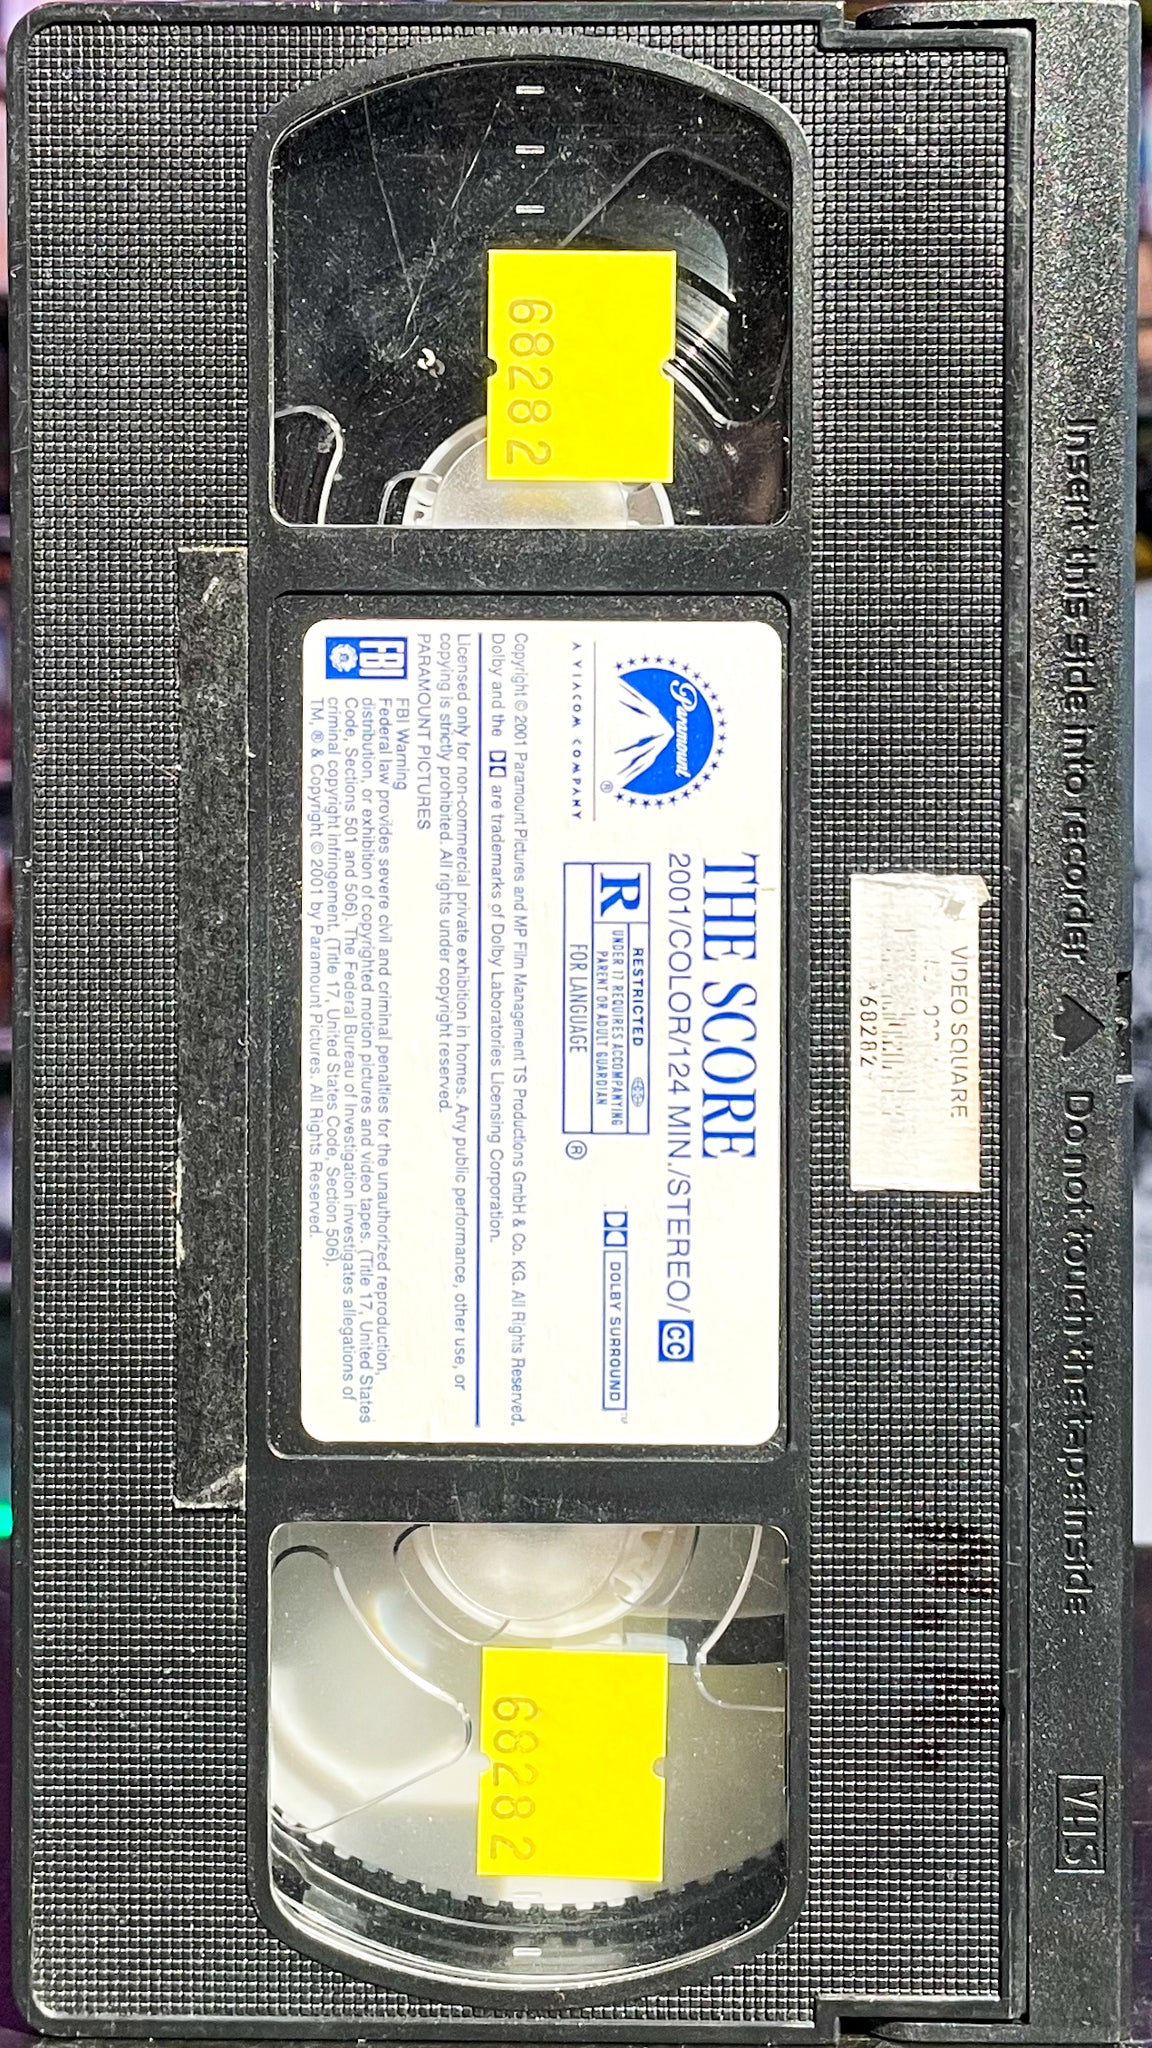 Insert this side into recorder
Do not touch the tape inside
VHS
VIDEO SQUARE
*68282*
68282
68282
Paramount
®
A VIACOM COMPANY
THE SCORE
2001/COLOR/124 MIN./STEREO/CC
R
RESTRICTED
UNDER 17 REQUIRES ACCOMPANYING
PARENT OR ADULT GUARDIAN
FOR LANGUAGE
®
DOLBY SURROUND
TM
Copyright © 2001 Paramount Pictures and MP Film Management TS Productions GmbH & Co. KG. All Rights Reserved.
Dolby and the are trademarks of Dolby Laboratories Licensing Corporation.
Licensed only for non-commercial private exhibition in homes. Any public performance, other use, or
copying is strictly prohibited. All rights under copyright reserved.
PARAMOUNT PICTURES
FBI
FBI Warning
Federal law provides severe civil and criminal penalties for the unauthorized reproduction,
distribution, or exhibition of copyrighted motion pictures and video tapes. (Title 17, United States
Code, Sections 501 and 506). The Federal Bureau of Investigation investigates allegations of
criminal copyright infringement. (Title 17, United States Code, Section 506).
TM, ® & Copyright © 2001 by Paramount Pictures. All Rights Reserved.